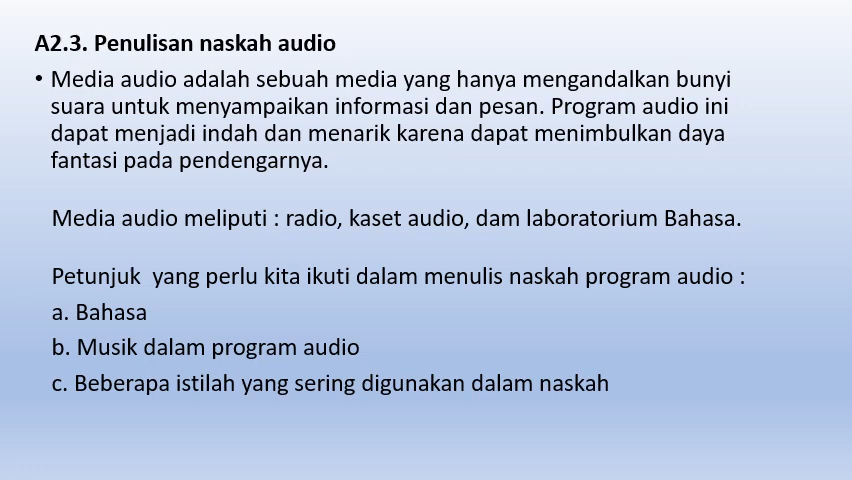 A2.3. Penulisan naskah audio
• Media audio adalah sebuah media yang hanya mengandalkan bunyi
suara untuk menyampaikan informasi dan pesan. Program audio ini
dapat menjadi indah dan menarik karena dapat menimbulkan daya
fantasi pada pendengarnya.
Media audio meliputi : radio, kaset audio, dam laboratorium Bahasa.
Petunjuk  yang perlu kita ikuti dalam menulis naskah program audio :
a. Bahasa
b. Musik dalam program audio
c. Beberapa istilah yang sering digunakan dalam naskah